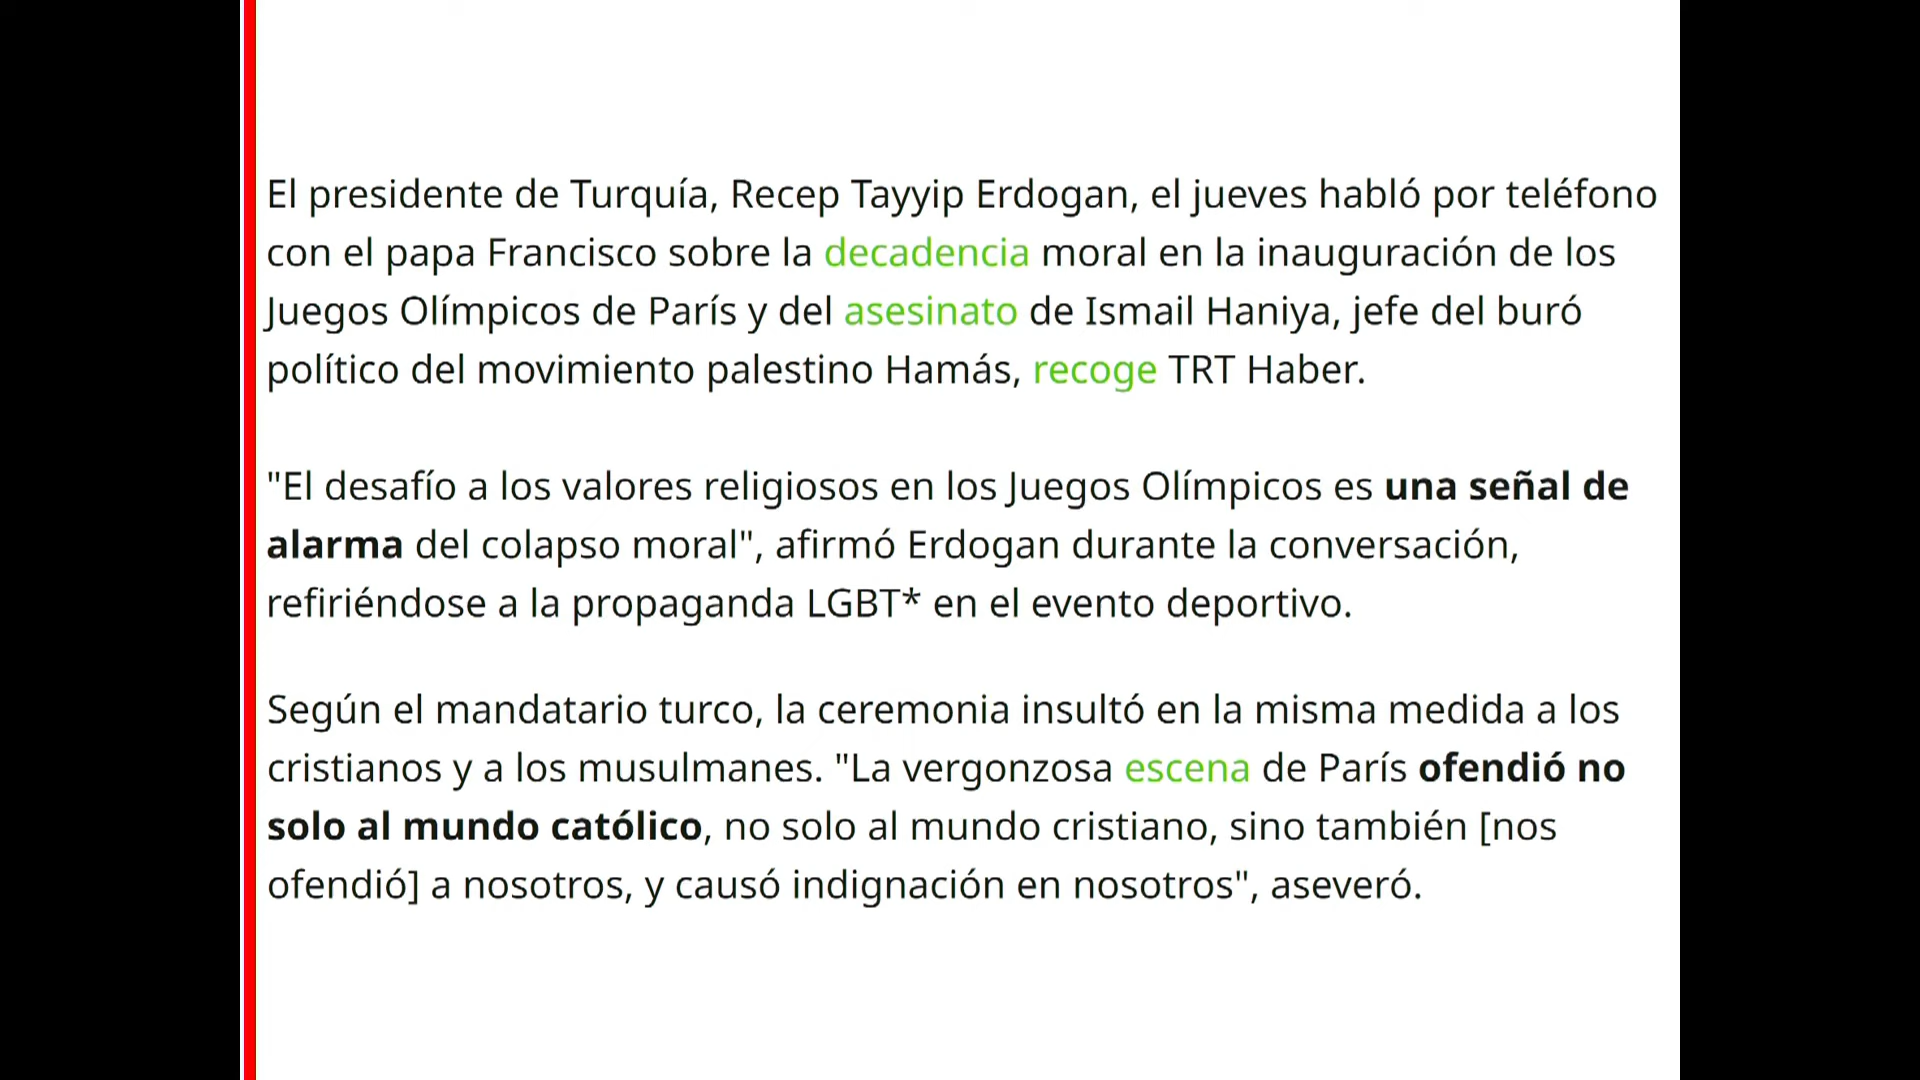 El presidente de Turquía, Recep Tayyip Erdogan, el jueves habló por teléfono
con el papa Francisco sobre la decadencia moral en la inauguración de los
Juegos Olímpicos de París y del asesinato de Ismail Haniya, jefe del buró
político del movimiento palestino Hamás, recoge TRT Haber.
"El desafío a los valores religiosos en los Juegos Olímpicos es una señal de
alarma del colapso moral", afirmó Erdogan durante la conversación,
refiriéndose a la propaganda LGBT* en el evento deportivo.
Según el mandatario turco, la ceremonia insultó en la misma medida a los
cristianos y a los musulmanes. "La vergonzosa escena de París ofendió no
solo al mundo católico, no solo al mundo cristiano, sino también [nos
ofendió] a nosotros, y causó indignación en nosotros", aseveró.